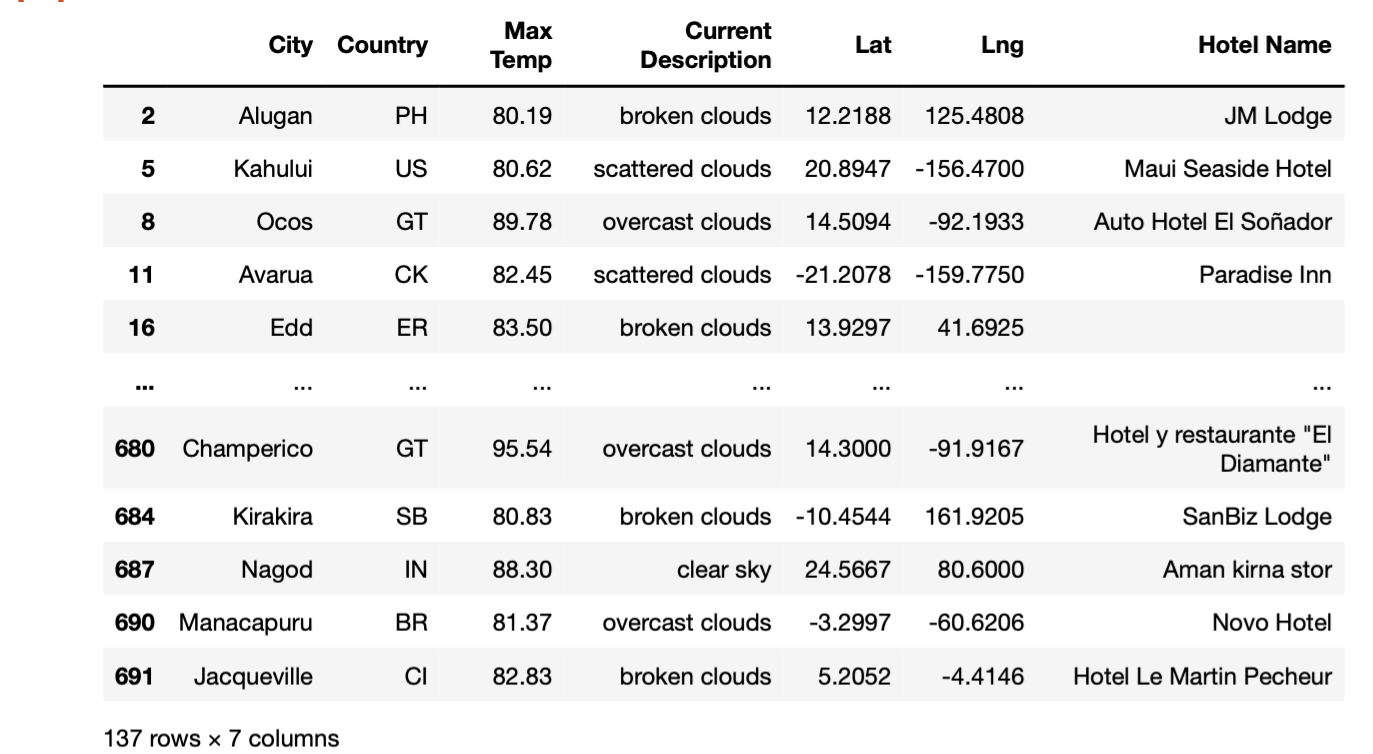 City Country Max Temp Current Description Lat Lng Hotel Name
2 Alugan PH 80.19 broken clouds 12.2188 125.4808 JM Lodge
5 Kahului US 80.62 scattered clouds 20.8947 -156.4700 Maui Seaside Hotel
8 Ocos GT 89.78 overcast clouds 14.5094 -92.1933 Auto Hotel El Soñador
11 Avarua CK 82.45 scattered clouds -21.2078 -159.7750 Paradise Inn
16 Edd ER 83.50 broken clouds 13.9297 41.6925
... ... ... ... ... ... ... ...
680 Champerico GT 95.54 overcast clouds 14.3000 -91.9167 Hotel y restaurante "El Diamante"
684 Kirakira SB 80.83 broken clouds -10.4544 161.9205 SanBiz Lodge
687 Nagod IN 88.30 clear sky 24.5667 80.6000 Aman kirna stor
690 Manacapuru BR 81.37 overcast clouds -3.2997 -60.6206 Novo Hotel
691 Jacqueville CI 82.83 broken clouds 5.2052 -4.4146 Hotel Le Martin Pecheur
137 rows × 7 columns